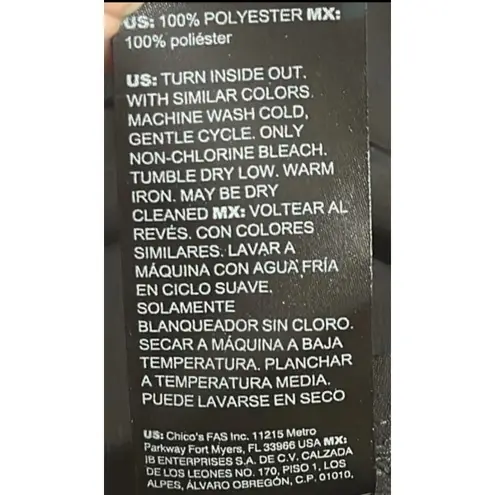 US: 100% POLYESTER MX:
100% poliéster
US: TURN INSIDE OUT.
WITH SIMILAR COLORS.
MACHINE WASH COLD,
GENTLE CYCLE. ONLY
NON-CHLORINE BLEACH.
TUMBLE DRY LOW. WARM
IRON. MAY BE DRY
CLEANED MX: VOLTEAR AL
REVÉS. CON COLORES
SIMILARES. LAVAR A
MÁQUINA CON AGUA FRÍA
EN CICLO SUAVE.
SOLAMENTE
BLANQUEADOR SIN CLORO.
SECAR A MÁQUINA A BAJA
TEMPERATURA. PLANCHAR
A TEMPERATURA MEDIA.
PUEDE LAVARSE EN SECO
US: Chico's FAS Inc. 11215 Metro
Parkway Fort Myers, FL 33966 USA MX:
IB ENTERPRISES S.A. DE C.V. CALZADA
DE LOS LEONES NO. 170, PISO 1, LOS
ALPES, ÁLVARO OBREGÓN, C.P. 01010,